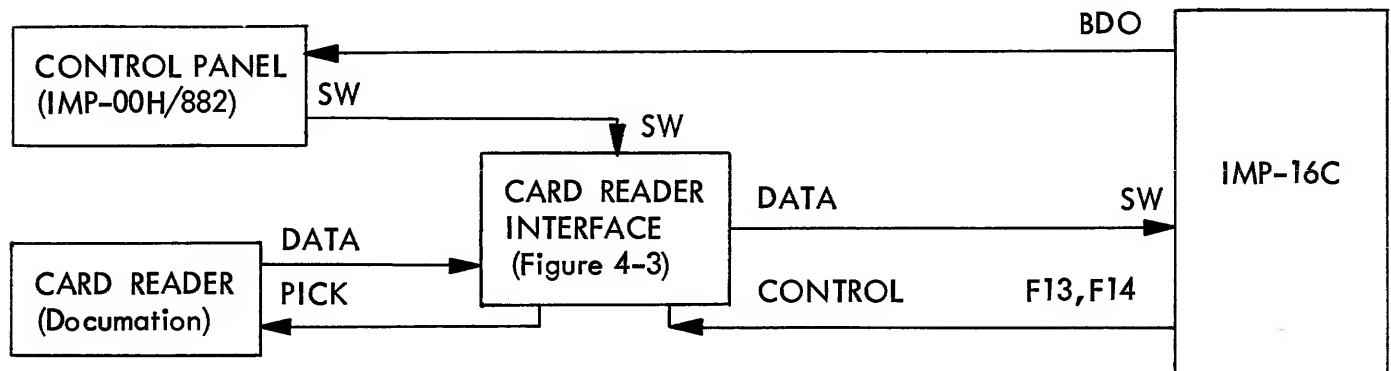 BDO
CONTROL PANEL
(IMP-00H/882)
SW
SW
IMP-16C
CARD READER
INTERFACE
(Figure 4-3)
DATA
SW
DATA
PICK
CARD READER
(Documation)
CONTROL
F13,F14